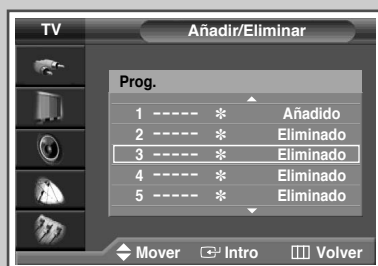 TV Añadir/Eliminar
Prog.
1 ----- ✻ Añadido
2 ----- ✻ Eliminado
3 ----- ✻ Eliminado
4 ----- ✻ Eliminado
5 ----- ✻ Eliminado
Mover Intro Volver